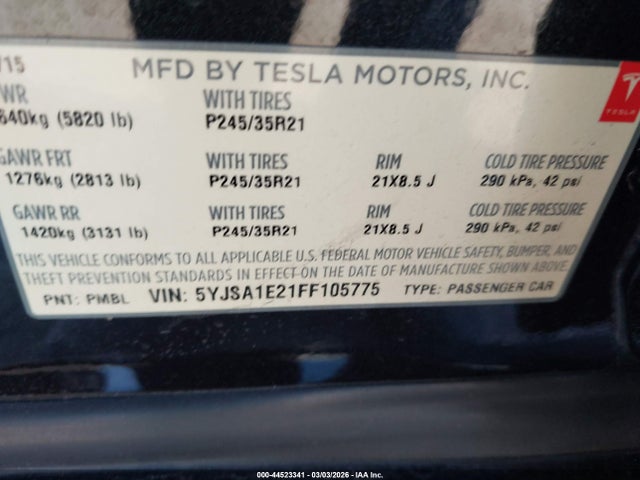 /15 MFD BY TESLA MOTORS, INC.
WR WITH TIRES
640kg (5820 lb) P245/35R21
GAWR FRT WITH TIRES RIM COLD TIRE PRESSURE
1276kg (2813 lb) P245/35R21 21X8.5 J 290 kPa, 42 psi
GAWR RR WITH TIRES RIM COLD TIRE PRESSURE
1420kg (3131 lb) P245/35R21 21X8.5 J 290 kPa, 42 psi
THIS VEHICLE CONFORMS TO ALL APPLICABLE U.S. FEDERAL MOTOR VEHICLE SAFETY, BUMPER, AND
THEFT PREVENTION STANDARDS IN EFFECT ON THE DATE OF MANUFACTURE SHOWN ABOVE.
PNT: PMBL VIN: 5YJSA1E21FF105775 TYPE: PASSENGER CAR
TESLA
000-44523341 - 03/03/2026 - IAA Inc.